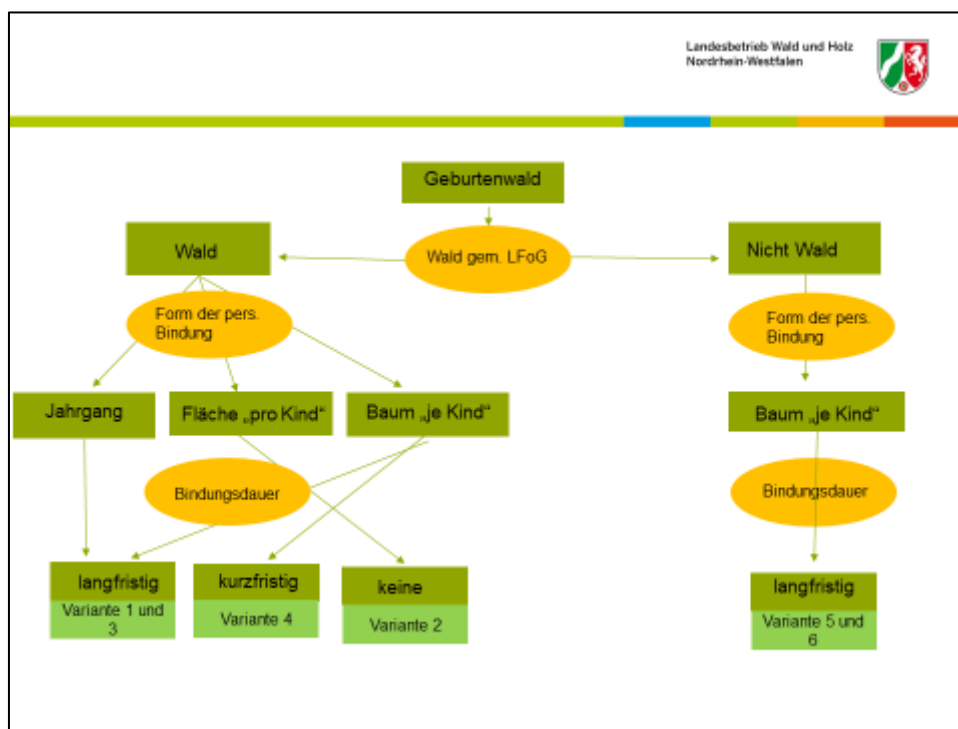 Landesbetrieb Wald und Holz
Nordrhein-Westfalen
Geburtenwald
Wald
Wald gem. LFoG
Nicht Wald
Form der pers.
Bindung
Form der pers.
Bindung
Jahrgang
Fläche „pro Kind“
Baum „je Kind“
Baum „je Kind“
Bindungsdauer
Bindungsdauer
langfristig
Variante 1 und
3
kurzfristig
Variante 4
keine
Variante 2
langfristig
Variante 5 und
6